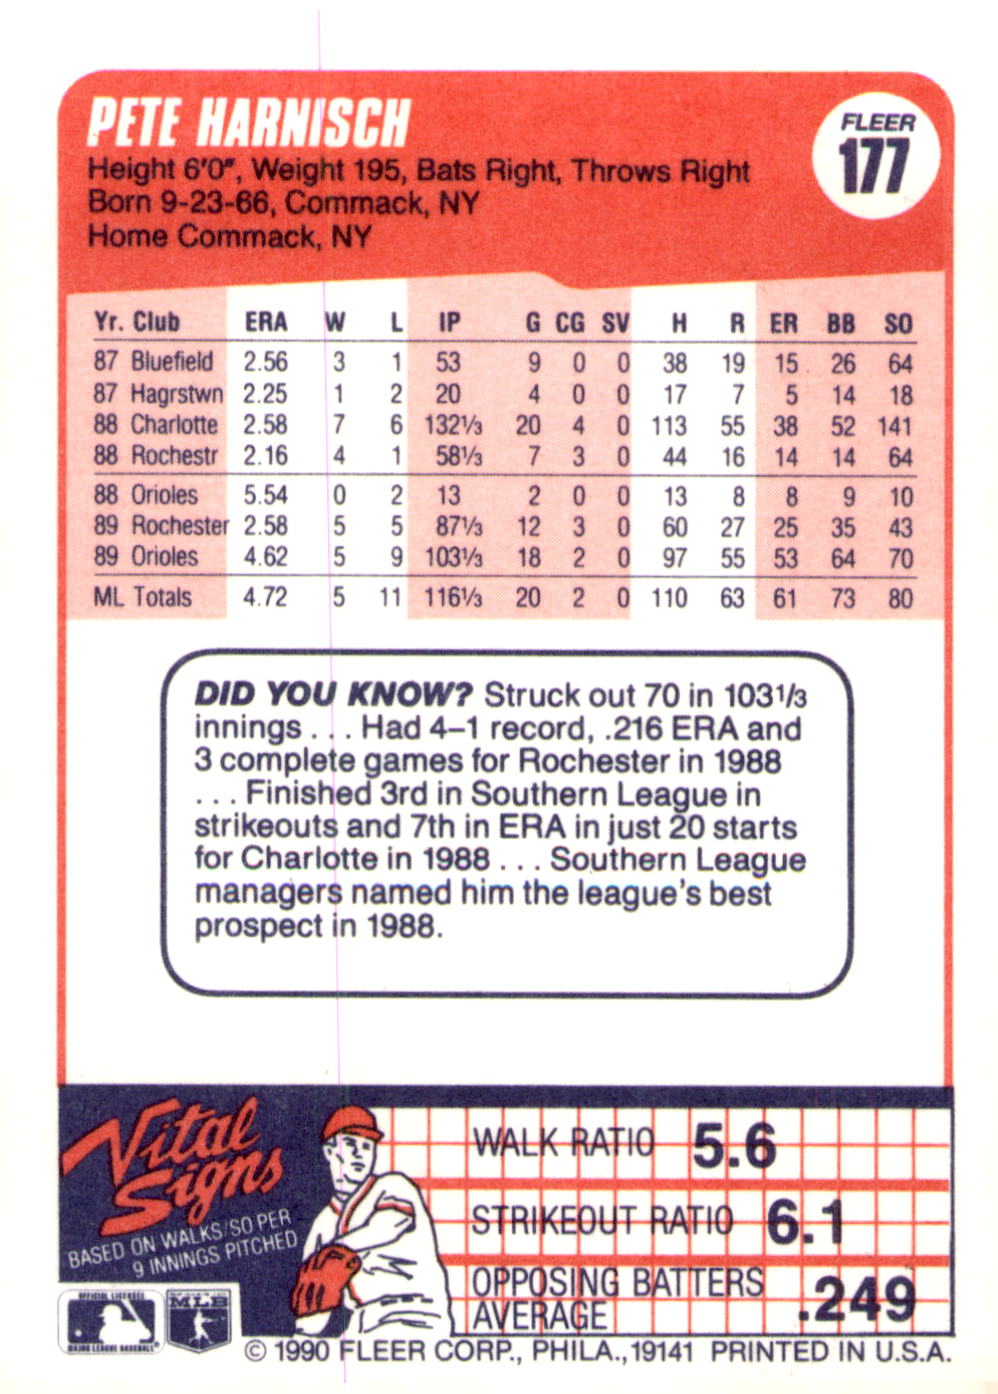 PETE HARNISCH
FLEER
177
Height 6'0", Weight 195, Bats Right, Throws Right
Born 9-23-66, Commack, NY
Home Commack, NY
Yr. Club ERA W L IP G CG SV H R ER BB SO
87 Bluefield 2.56 3 1 53 9 0 0 38 19 15 26 64
87 Hagrstwn 2.25 1 2 20 4 0 0 17 7 5 14 18
88 Charlotte 2.58 7 6 132⅓ 20 4 0 113 55 38 52 141
88 Rochestr 2.16 4 1 58⅓ 7 3 0 44 16 14 14 64
88 Orioles 5.54 0 2 13 2 0 0 13 8 8 9 10
89 Rochester 2.58 5 5 87⅓ 12 3 0 60 27 25 35 43
89 Orioles 4.62 5 9 103⅓ 18 2 0 97 55 53 64 70
ML Totals 4.72 5 11 116⅓ 20 2 0 110 63 61 73 80
DID YOU KNOW? Struck out 70 in 103⅓
innings . . . Had 4–1 record, .216 ERA and
3 complete games for Rochester in 1988
. . . Finished 3rd in Southern League in
strikeouts and 7th in ERA in just 20 starts
for Charlotte in 1988 . . . Southern League
managers named him the league's best
prospect in 1988.
Vital
Signs
BASED ON WALKS/SO PER
9 INNINGS PITCHED
WALK RATIO 5.6
STRIKEOUT RATIO 6.1
OPPOSING BATTERS
AVERAGE .249
OFFICIAL LICENSEE
MAJOR LEAGUE BASEBALL
MLB
© 1990 FLEER CORP., PHILA., 19141 PRINTED IN U.S.A.